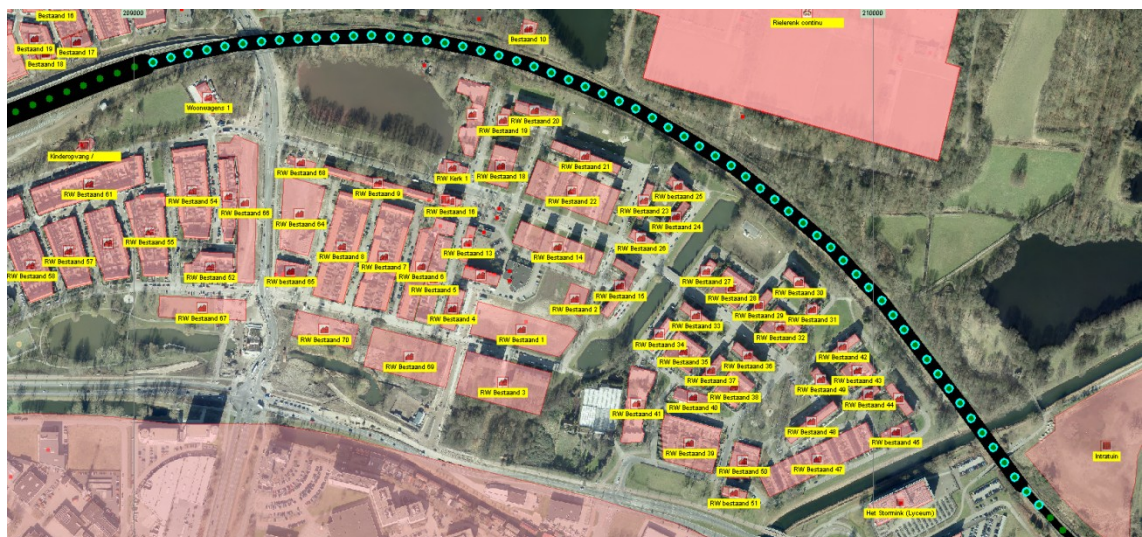 Bestaand 16
209000
Rielerenk continu
210000
Bestaand 19
Bestaand 17
Bestaand 18
Bestaand 10
Woonwagens 1
RW Bestaand 20
RW Bestaand 19
Kinderopvang /
RW Bestaand 21
RW Bestaand 68
RW Kerk 1
RW Bestaand 18
RW Bestaand 61
RW Bestaand 9
RW bestaand 25
RW Bestaand 54
RW Bestaand 66
RW Bestaand 64
RW Bestaand 16
RW Bestaand 22
RW Bestaand 23
RW Bestaand 24
RW Bestaand 55
RW Bestaand 26
RW Bestaand 13
RW Bestaand 14
RW Bestaand 8
RW Bestaand 57
RW Bestaand 7
RW Bestaand 6
RW Bestaand 52
RW bestaand 65
RW Bestaand 27
RW Bestaand 5
RW Bestaand 15
RW Bestaand 30
RW Bestaand 28
RW Bestaand 2
RW Bestaand 67
RW Bestaand 4
RW Bestaand 29
RW Bestaand 31
RW Bestaand 33
RW Bestaand 70
RW Bestaand 1
RW Bestaand 32
RW Bestaand 34
RW Bestaand 42
RW Bestaand 35
RW Bestaand 69
RW Bestaand 36
RW Bestaand 37
RW Bestaand 43
RW Bestaand 3
RW Bestaand 49
RW Bestaand 38
RW Bestaand 44
RW Bestaand 40
RW Bestaand 41
RW Bestaand 48
RW bestaand 46
RW Bestaand 39
Intratuin
RW Bestaand 47
RW Bestaand 50
RW bestaand 51
Het Stormink (Lyceum)